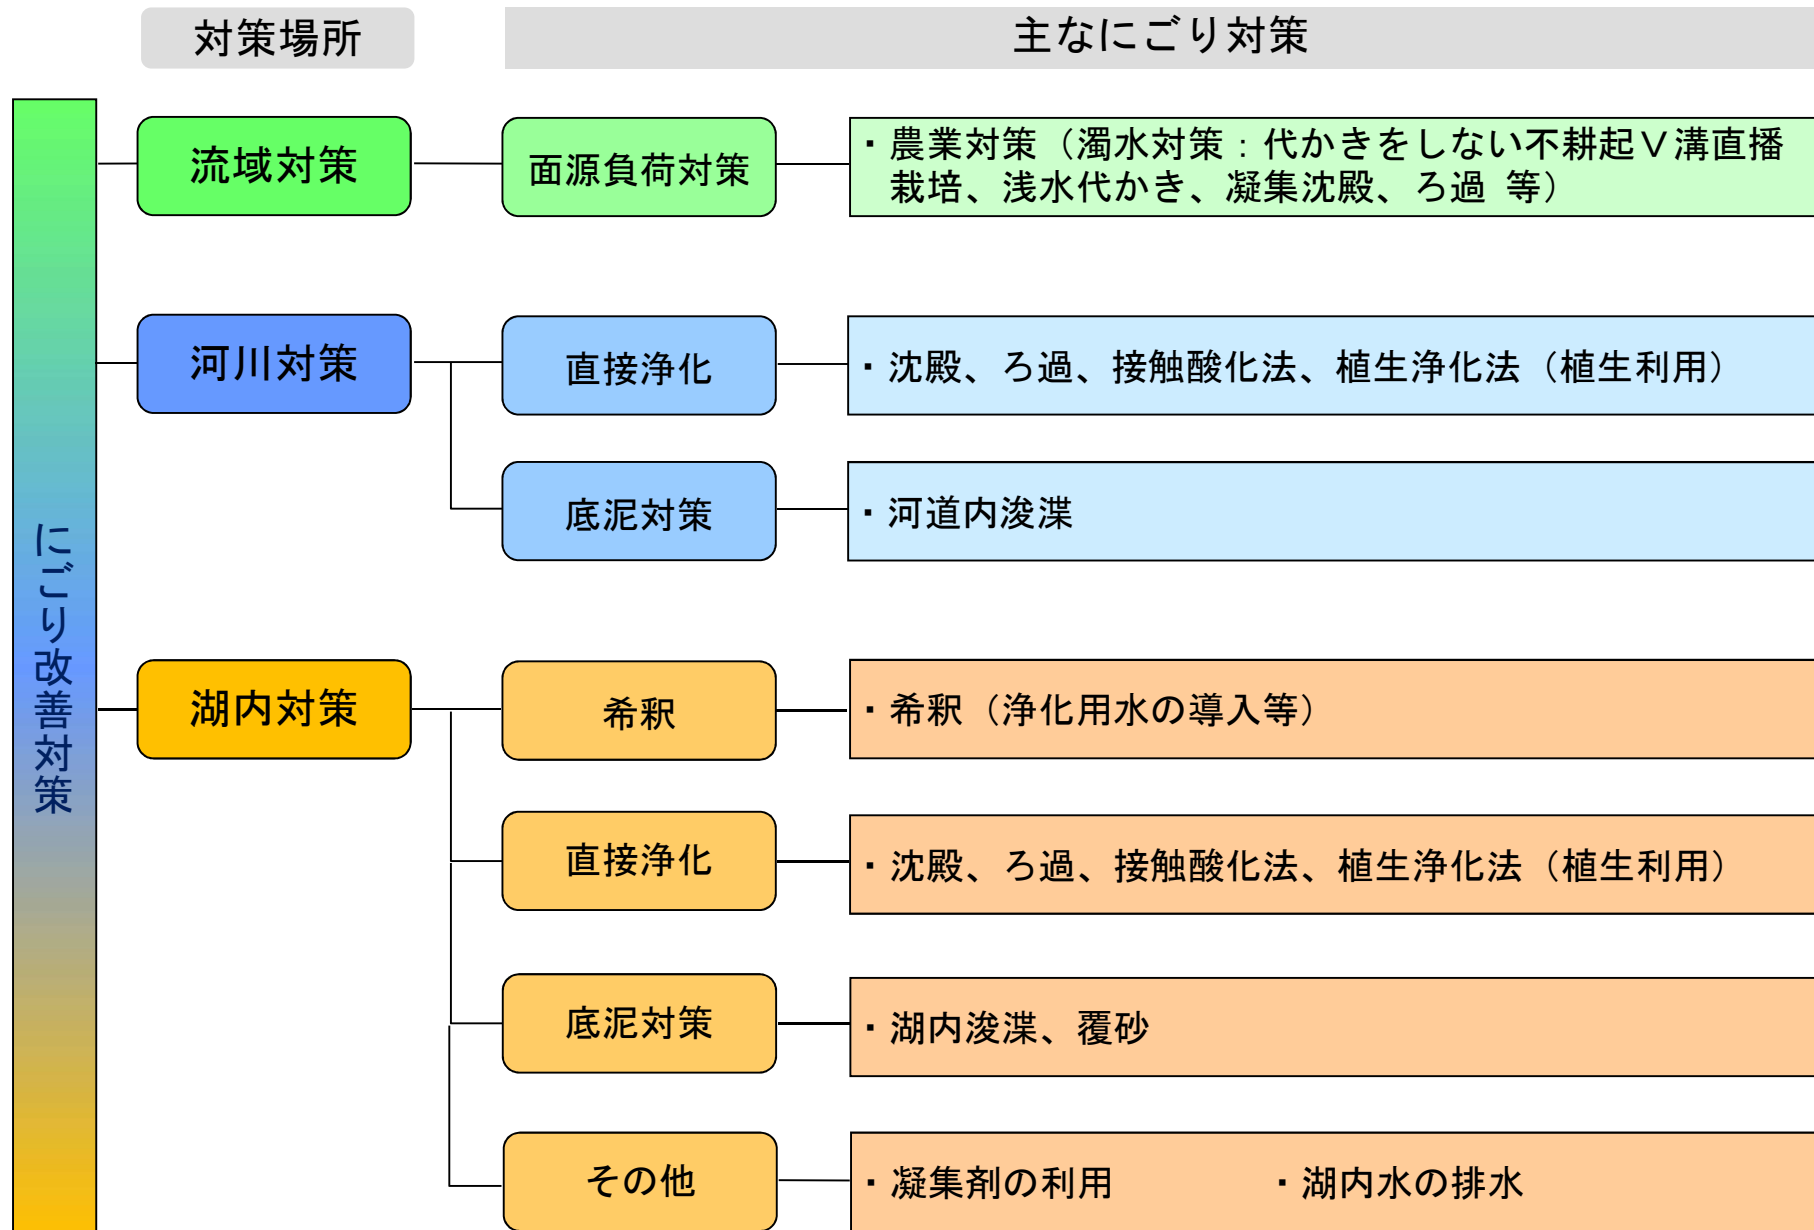 対策場所
主なにごり対策
にごり改善対策
流域対策
面源負荷対策
・農業対策（濁水対策：代かきをしない不耕起Ｖ溝直播
栽培、浅水代かき、凝集沈殿、ろ過 等）
河川対策
直接浄化
・沈殿、ろ過、接触酸化法、植生浄化法（植生利用）
底泥対策
・河道内浚渫
湖内対策
希釈
・希釈（浄化用水の導入等）
直接浄化
・沈殿、ろ過、接触酸化法、植生浄化法（植生利用）
底泥対策
・湖内浚渫、覆砂
その他
・凝集剤の利用 ・湖内水の排水